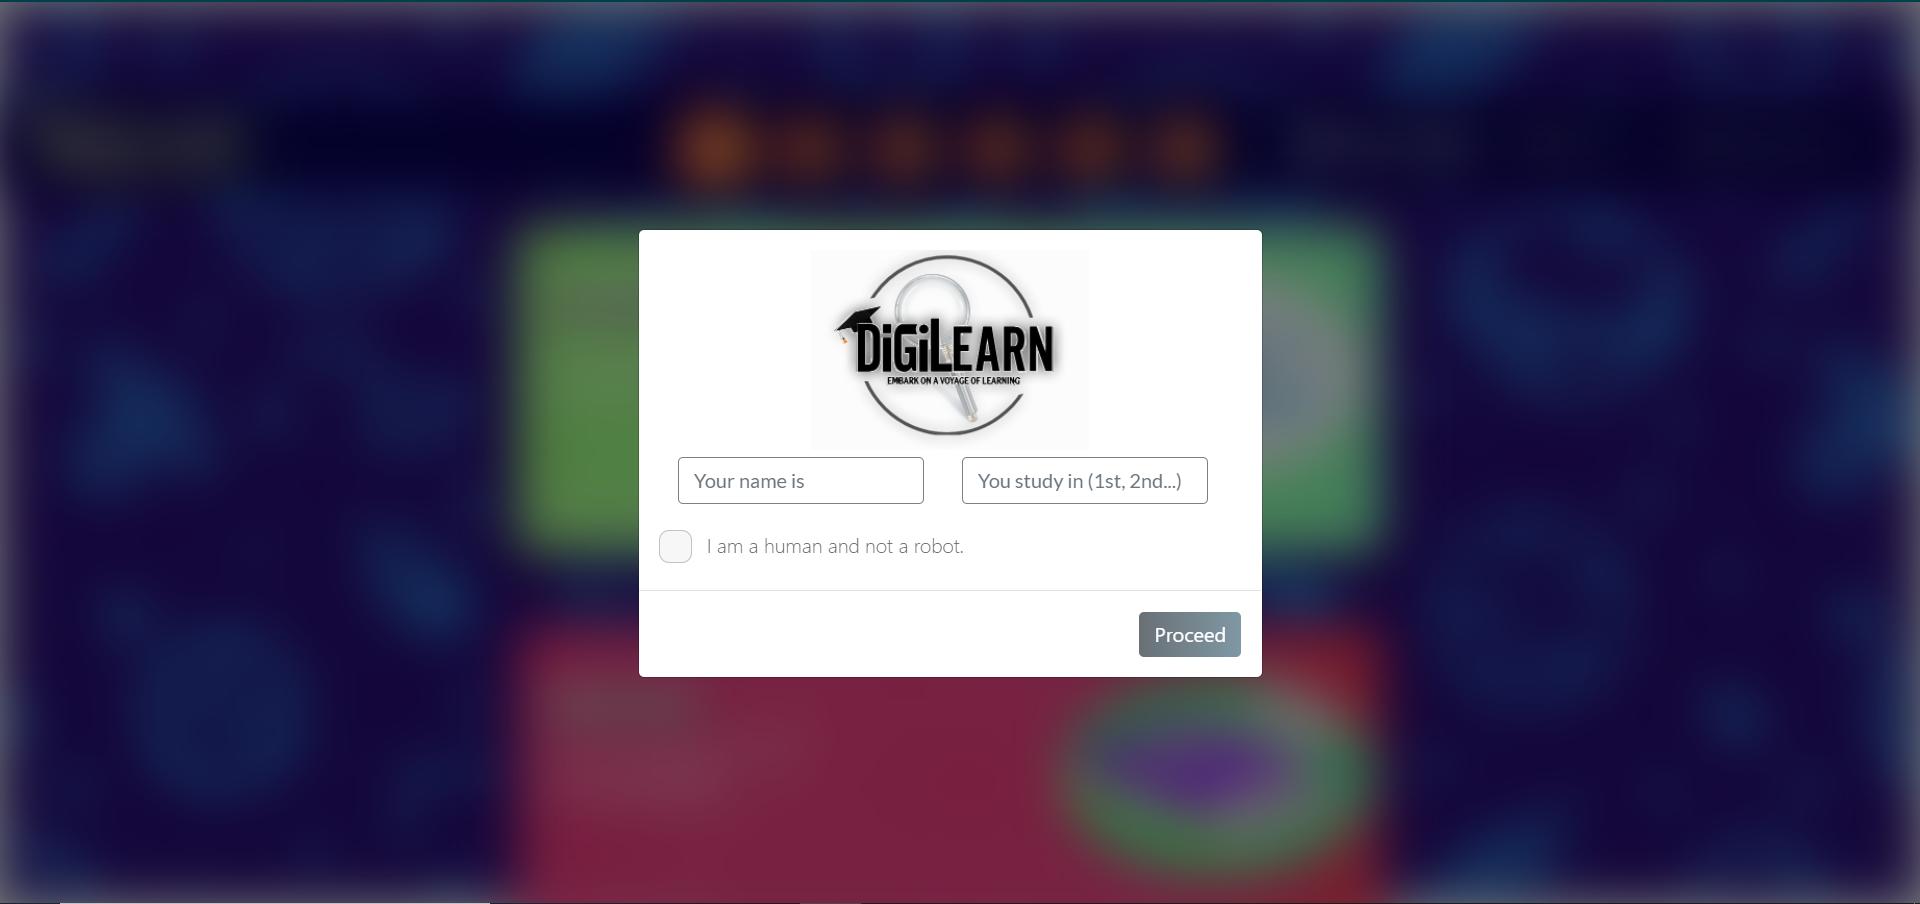 DiGiLEARN
EMBARK ON A VOYAGE OF LEARNING
Your name is
You study in (1st, 2nd...)
I am a human and not a robot.
Proceed